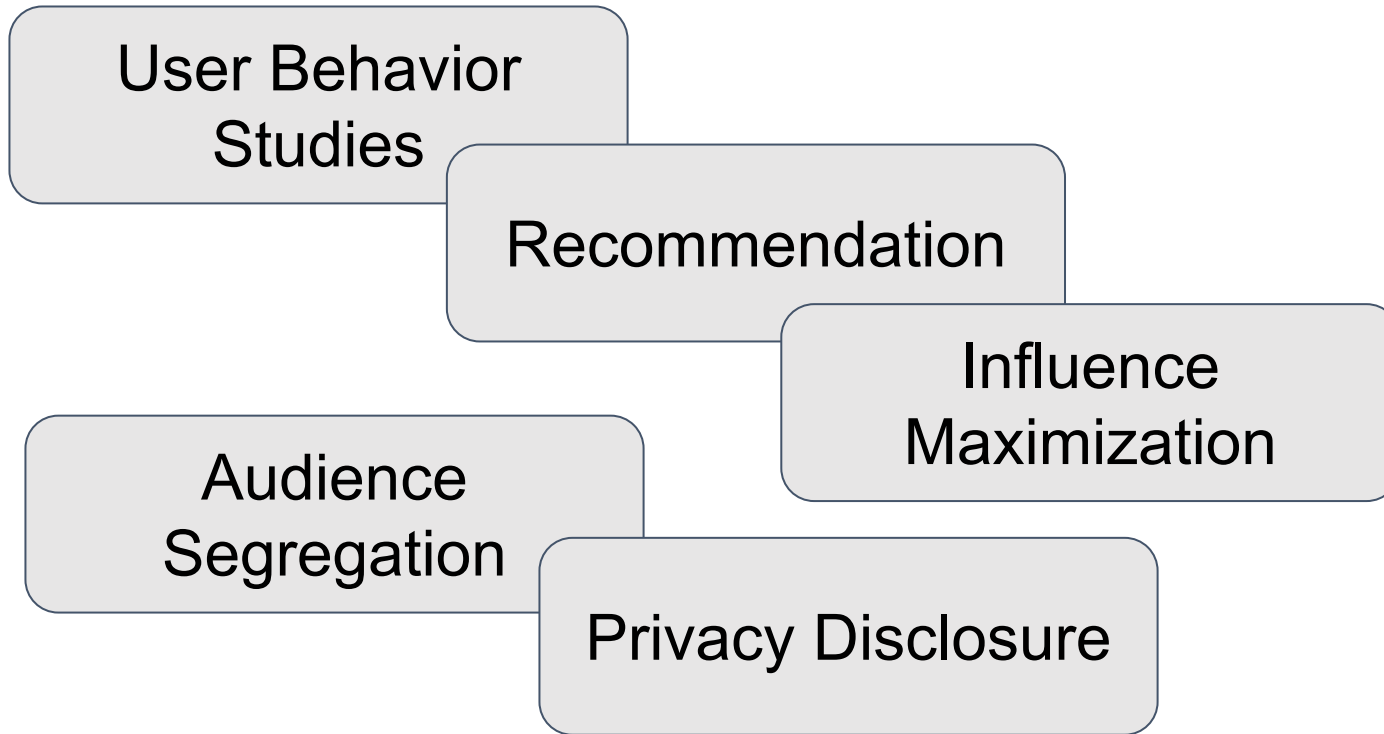 User Behavior
Studies
Recommendation
Influence
Maximization
Audience
Segregation
Privacy Disclosure